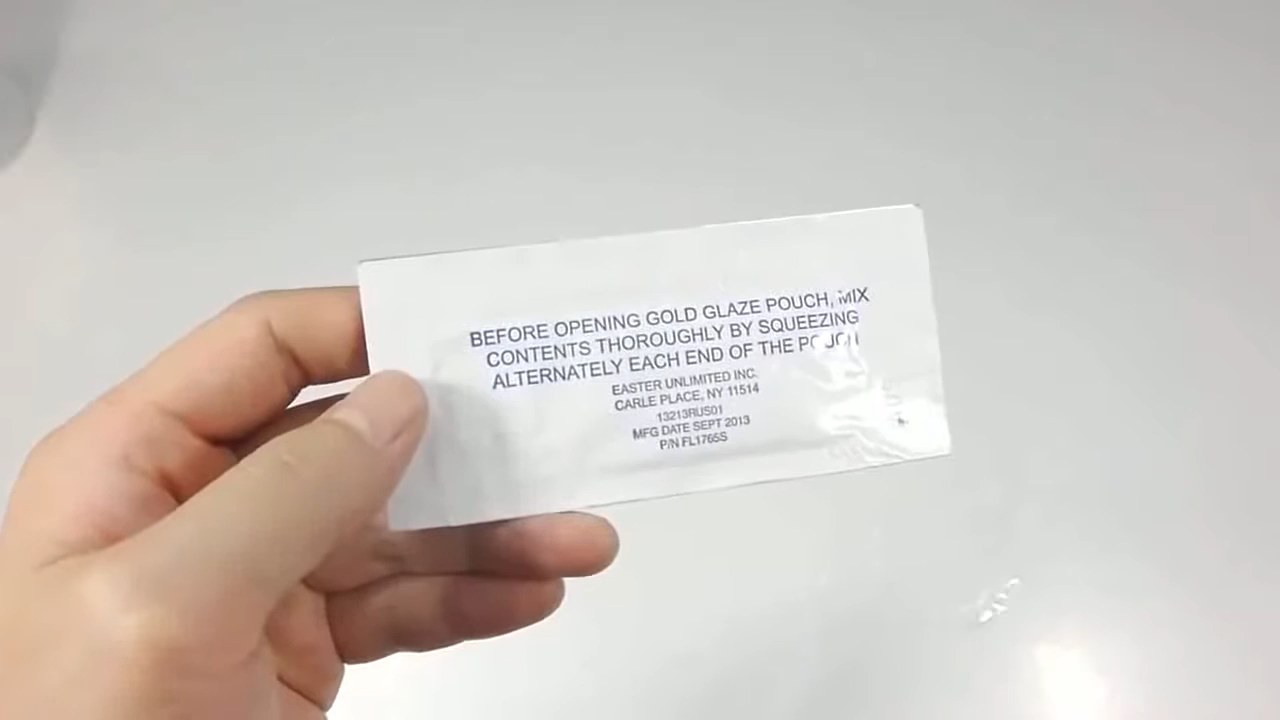 BEFORE OPENING GOLD GLAZE POUCH, MIX
CONTENTS THOROUGHLY BY SQUEEZING
ALTERNATELY EACH END OF THE POUCH
EASTER UNLIMITED INC.
CARLE PLACE, NY 11514
13213RUS01
MFG DATE SEPT 2013
P/N FL1765S